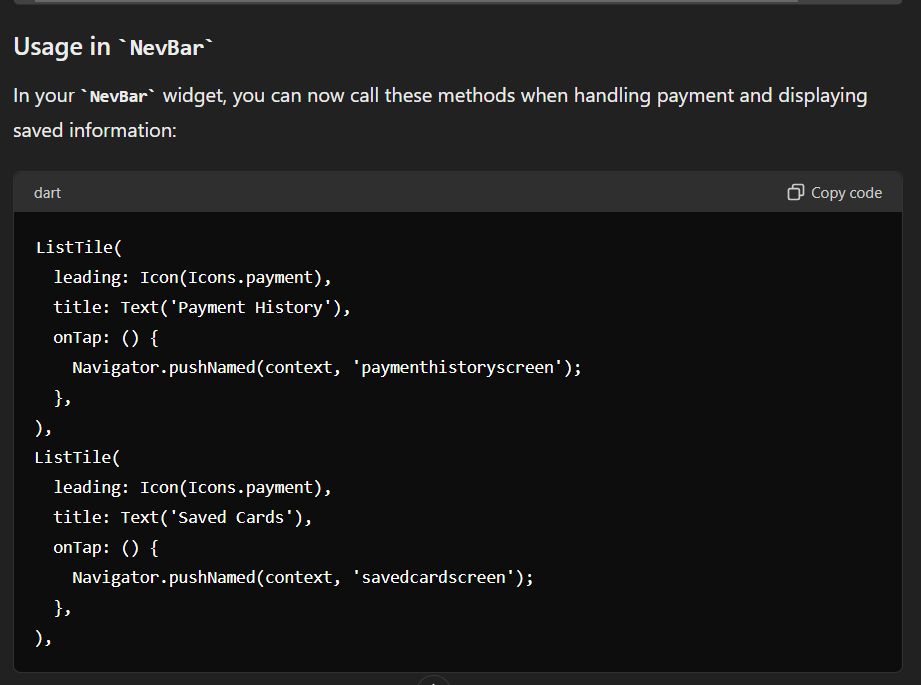 Usage in `NevBar`
In your `NevBar` widget, you can now call these methods when handling payment and displaying
saved information:
dart
Copy code
ListTile(
  leading: Icon(Icons.payment),
  title: Text('Payment History'),
  onTap: () {
    Navigator.pushNamed(context, 'paymenthistoryscreen');
  },
),
ListTile(
  leading: Icon(Icons.payment),
  title: Text('Saved Cards'),
  onTap: () {
    Navigator.pushNamed(context, 'savedcardscreen');
  },
),